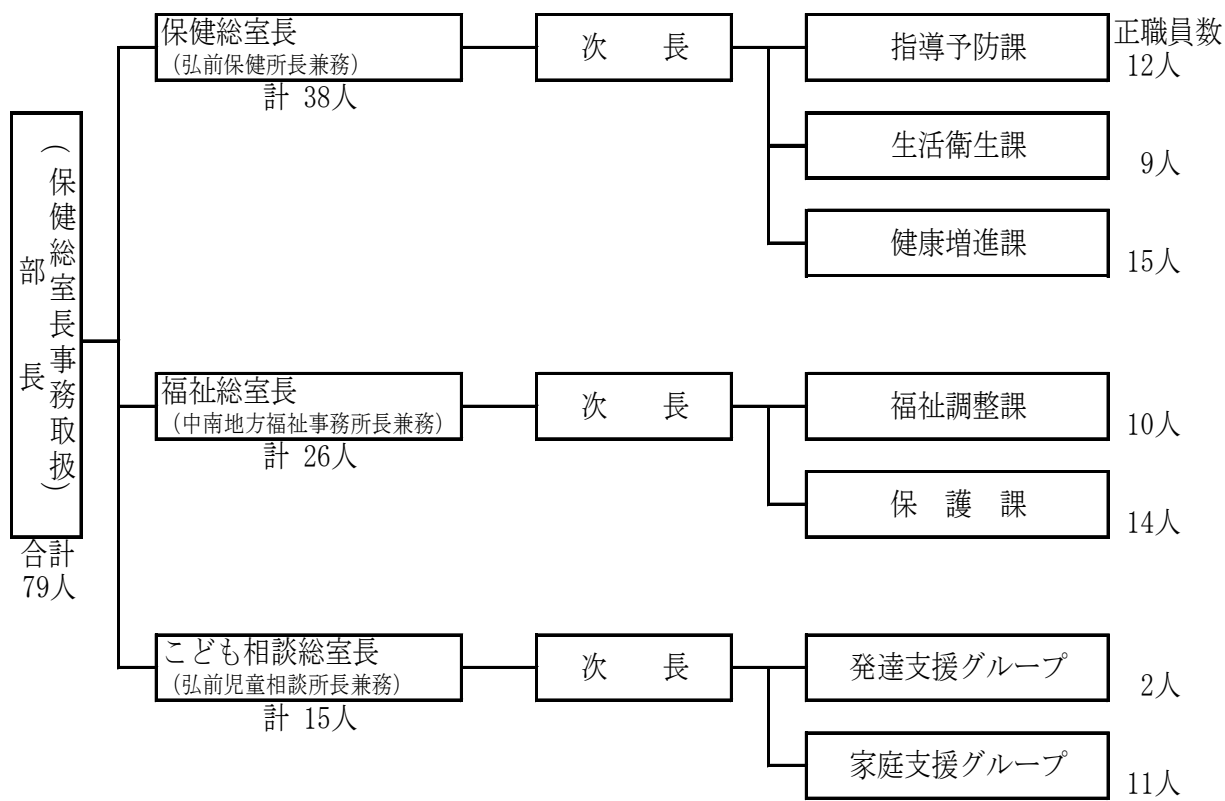 (保健総室長事務取扱)
部長
合計
79人
保健総室長
(弘前保健所長兼務)
計 38人
次 長
正職員数
指導予防課
12人
生活衛生課
9人
健康増進課
15人
福祉総室長
(中南地方福祉事務所長兼務)
計 26人
次 長
福祉調整課
10人
保 護 課
14人
こども相談総室長
(弘前児童相談所長兼務)
計 15人
次 長
発達支援グループ
2人
家庭支援グループ
11人